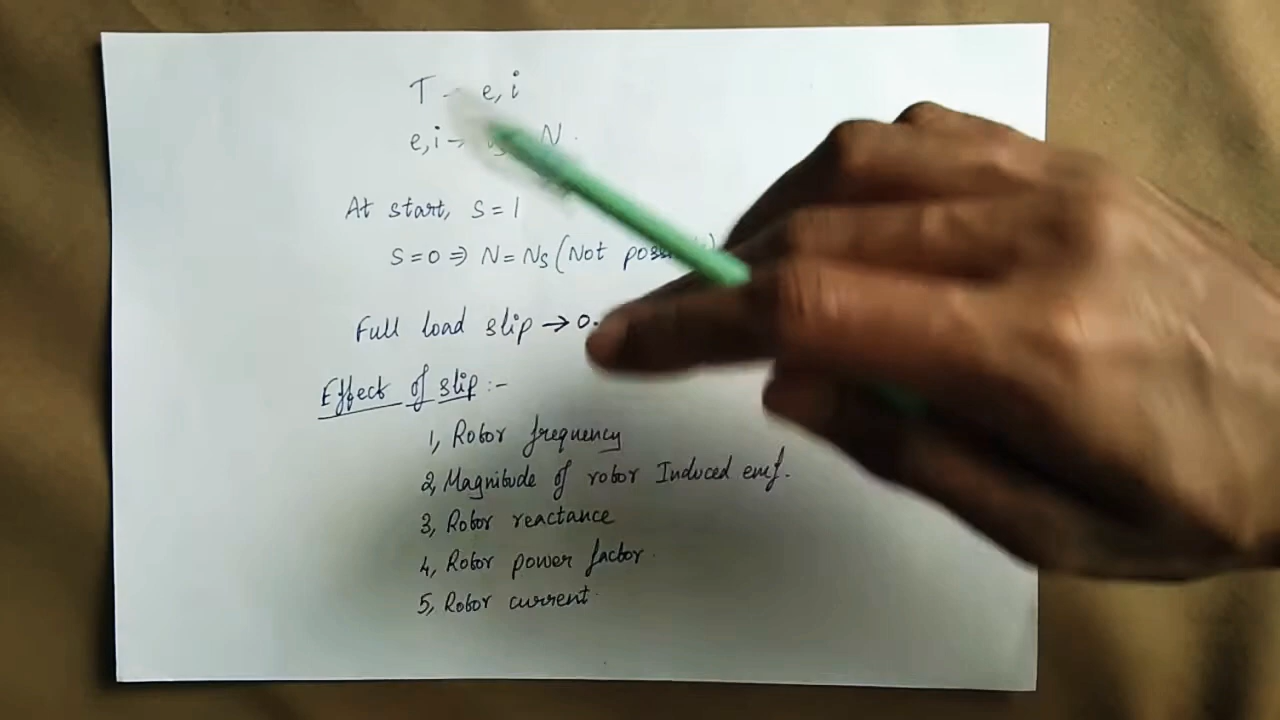 T → e, i
e, i → N.
At start, S = 1
S = 0 ⇒ N = Ns (Not
Full load slip → 0.
Effect of slip :-
1, Rotor frequency
2, Magnitude of rotor Induced emf.
3, Rotor reactance
4, Rotor power factor.
5, Rotor current.